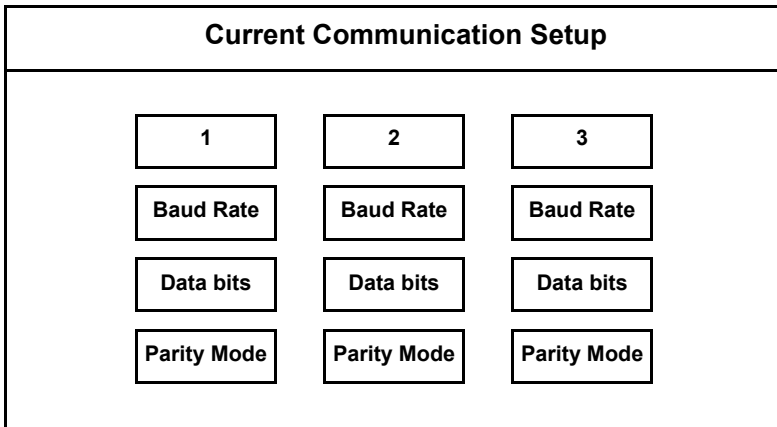 Current Communication Setup
1 2 3
Baud Rate Baud Rate Baud Rate
Data bits Data bits Data bits
Parity Mode Parity Mode Parity Mode